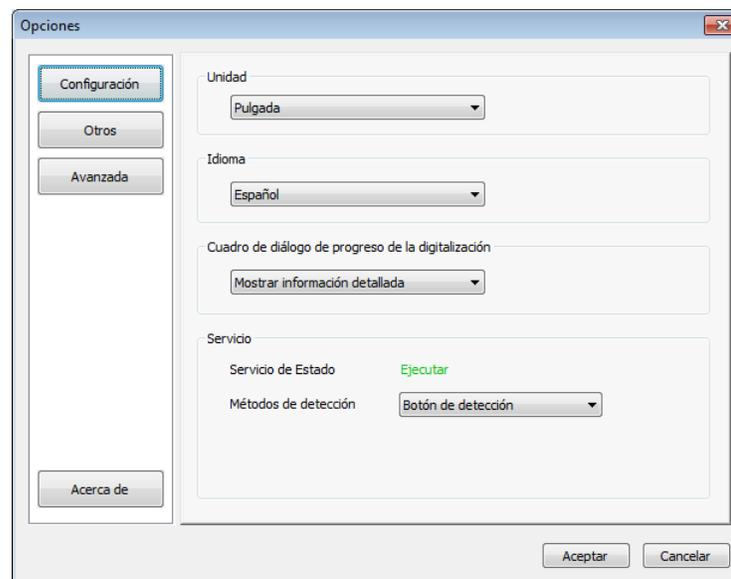 Opciones
Configuración
Otros
Avanzada
Acerca de
Unidad
Pulgada
Idioma
Español
Cuadro de diálogo de progreso de la digitalización
Mostrar información detallada
Servicio
Servicio de Estado Ejecutar
Métodos de detección Botón de detección
Aceptar Cancelar